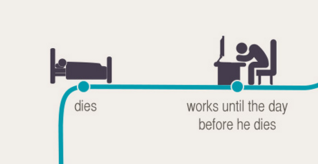 dies
works until the day
before he dies